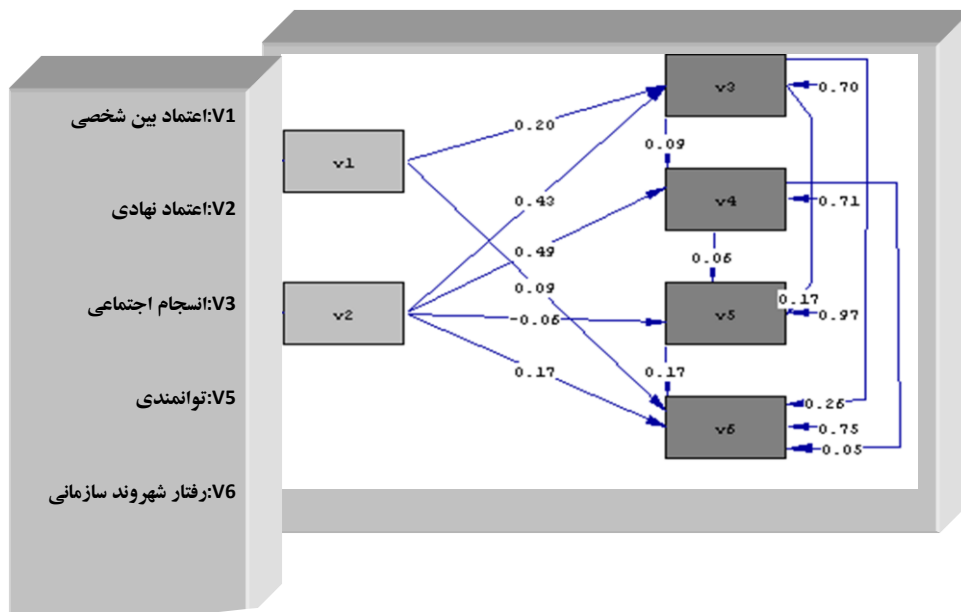 V1:اعتماد بین شخصی
V2:اعتماد نهادی
V3:انسجام اجتماعی
V5:توانمندی
V6:رفتار شهروند سازمانی
v1
v2
v3
v4
v5
v6
0.20
0.43
0.49
0.09
-0.06
0.17
0.09
0.06
0.17
0.70
0.71
0.17
0.97
0.26
0.75
0.05